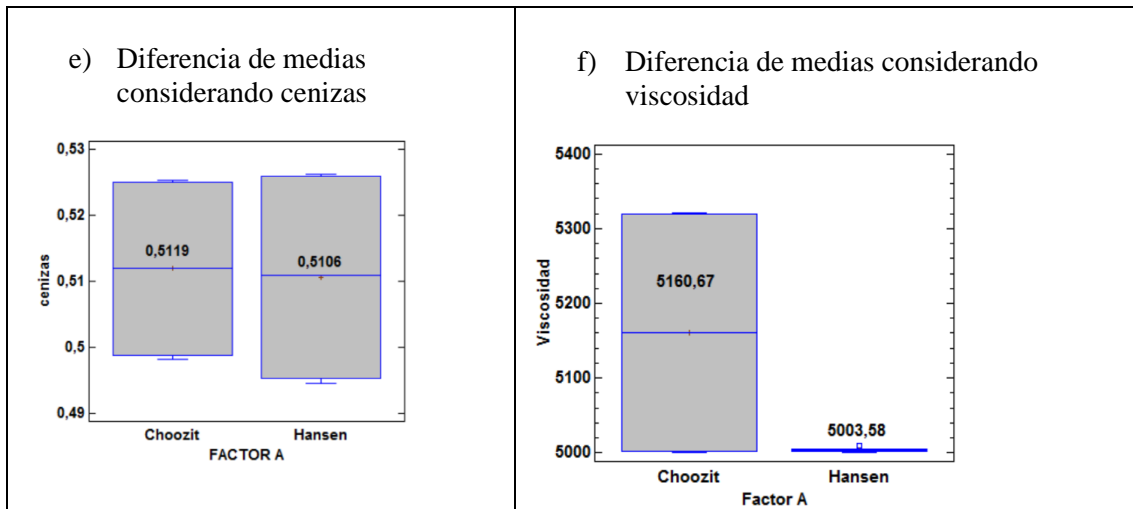 e) Diferencia de medias
considerando cenizas
0,53
0,52
0,51
0,5
0,49
cenizas
0,5119
0,5106
Choozit Hansen
FACTOR A
f) Diferencia de medias considerando
viscosidad
5400
5300
5200
5100
5000
Viscosidad
5160,67
5003,58
Choozit Hansen
Factor A